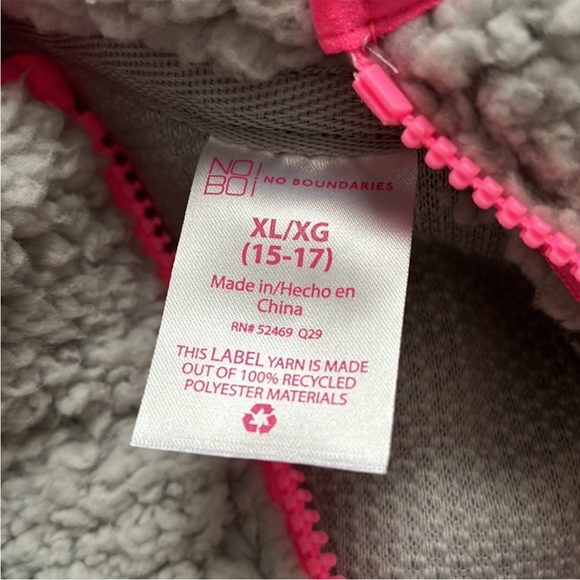 NO
BO
NO BOUNDARIES
XL/XG
(15-17)
Made in/Hecho en
China
RN# 52469 Q29
THIS LABEL YARN IS MADE
OUT OF 100% RECYCLED
POLYESTER MATERIALS